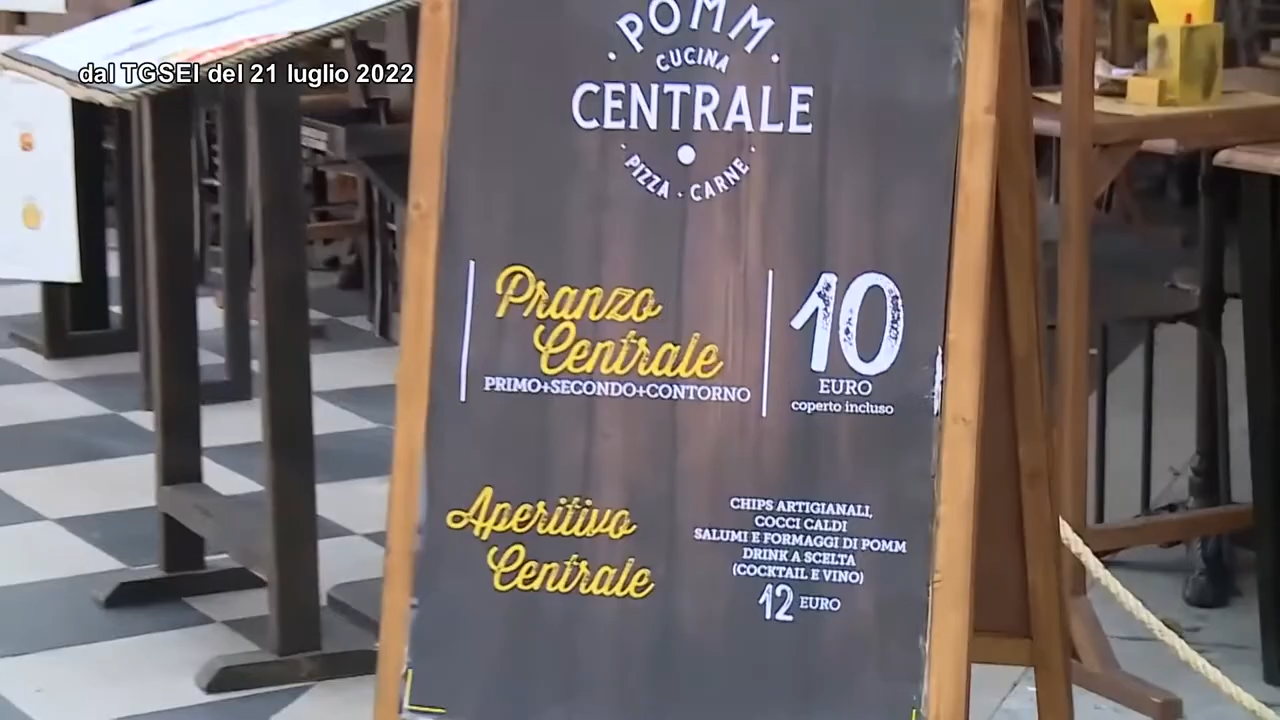 dal TGSEI del 21 luglio 2022
· POMM ·
CUCINA
CENTRALE
· PIZZA · CARNE ·
Pranzo
Centrale
PRIMO+SECONDO+CONTORNO
10
EURO
coperto incluso
Aperitivo
Centrale
CHIPS ARTIGIANALI,
COCCI CALDI
SALUMI E FORMAGGI DI POMM
DRINK A SCELTA
(COCKTAIL E VINO)
12 EURO